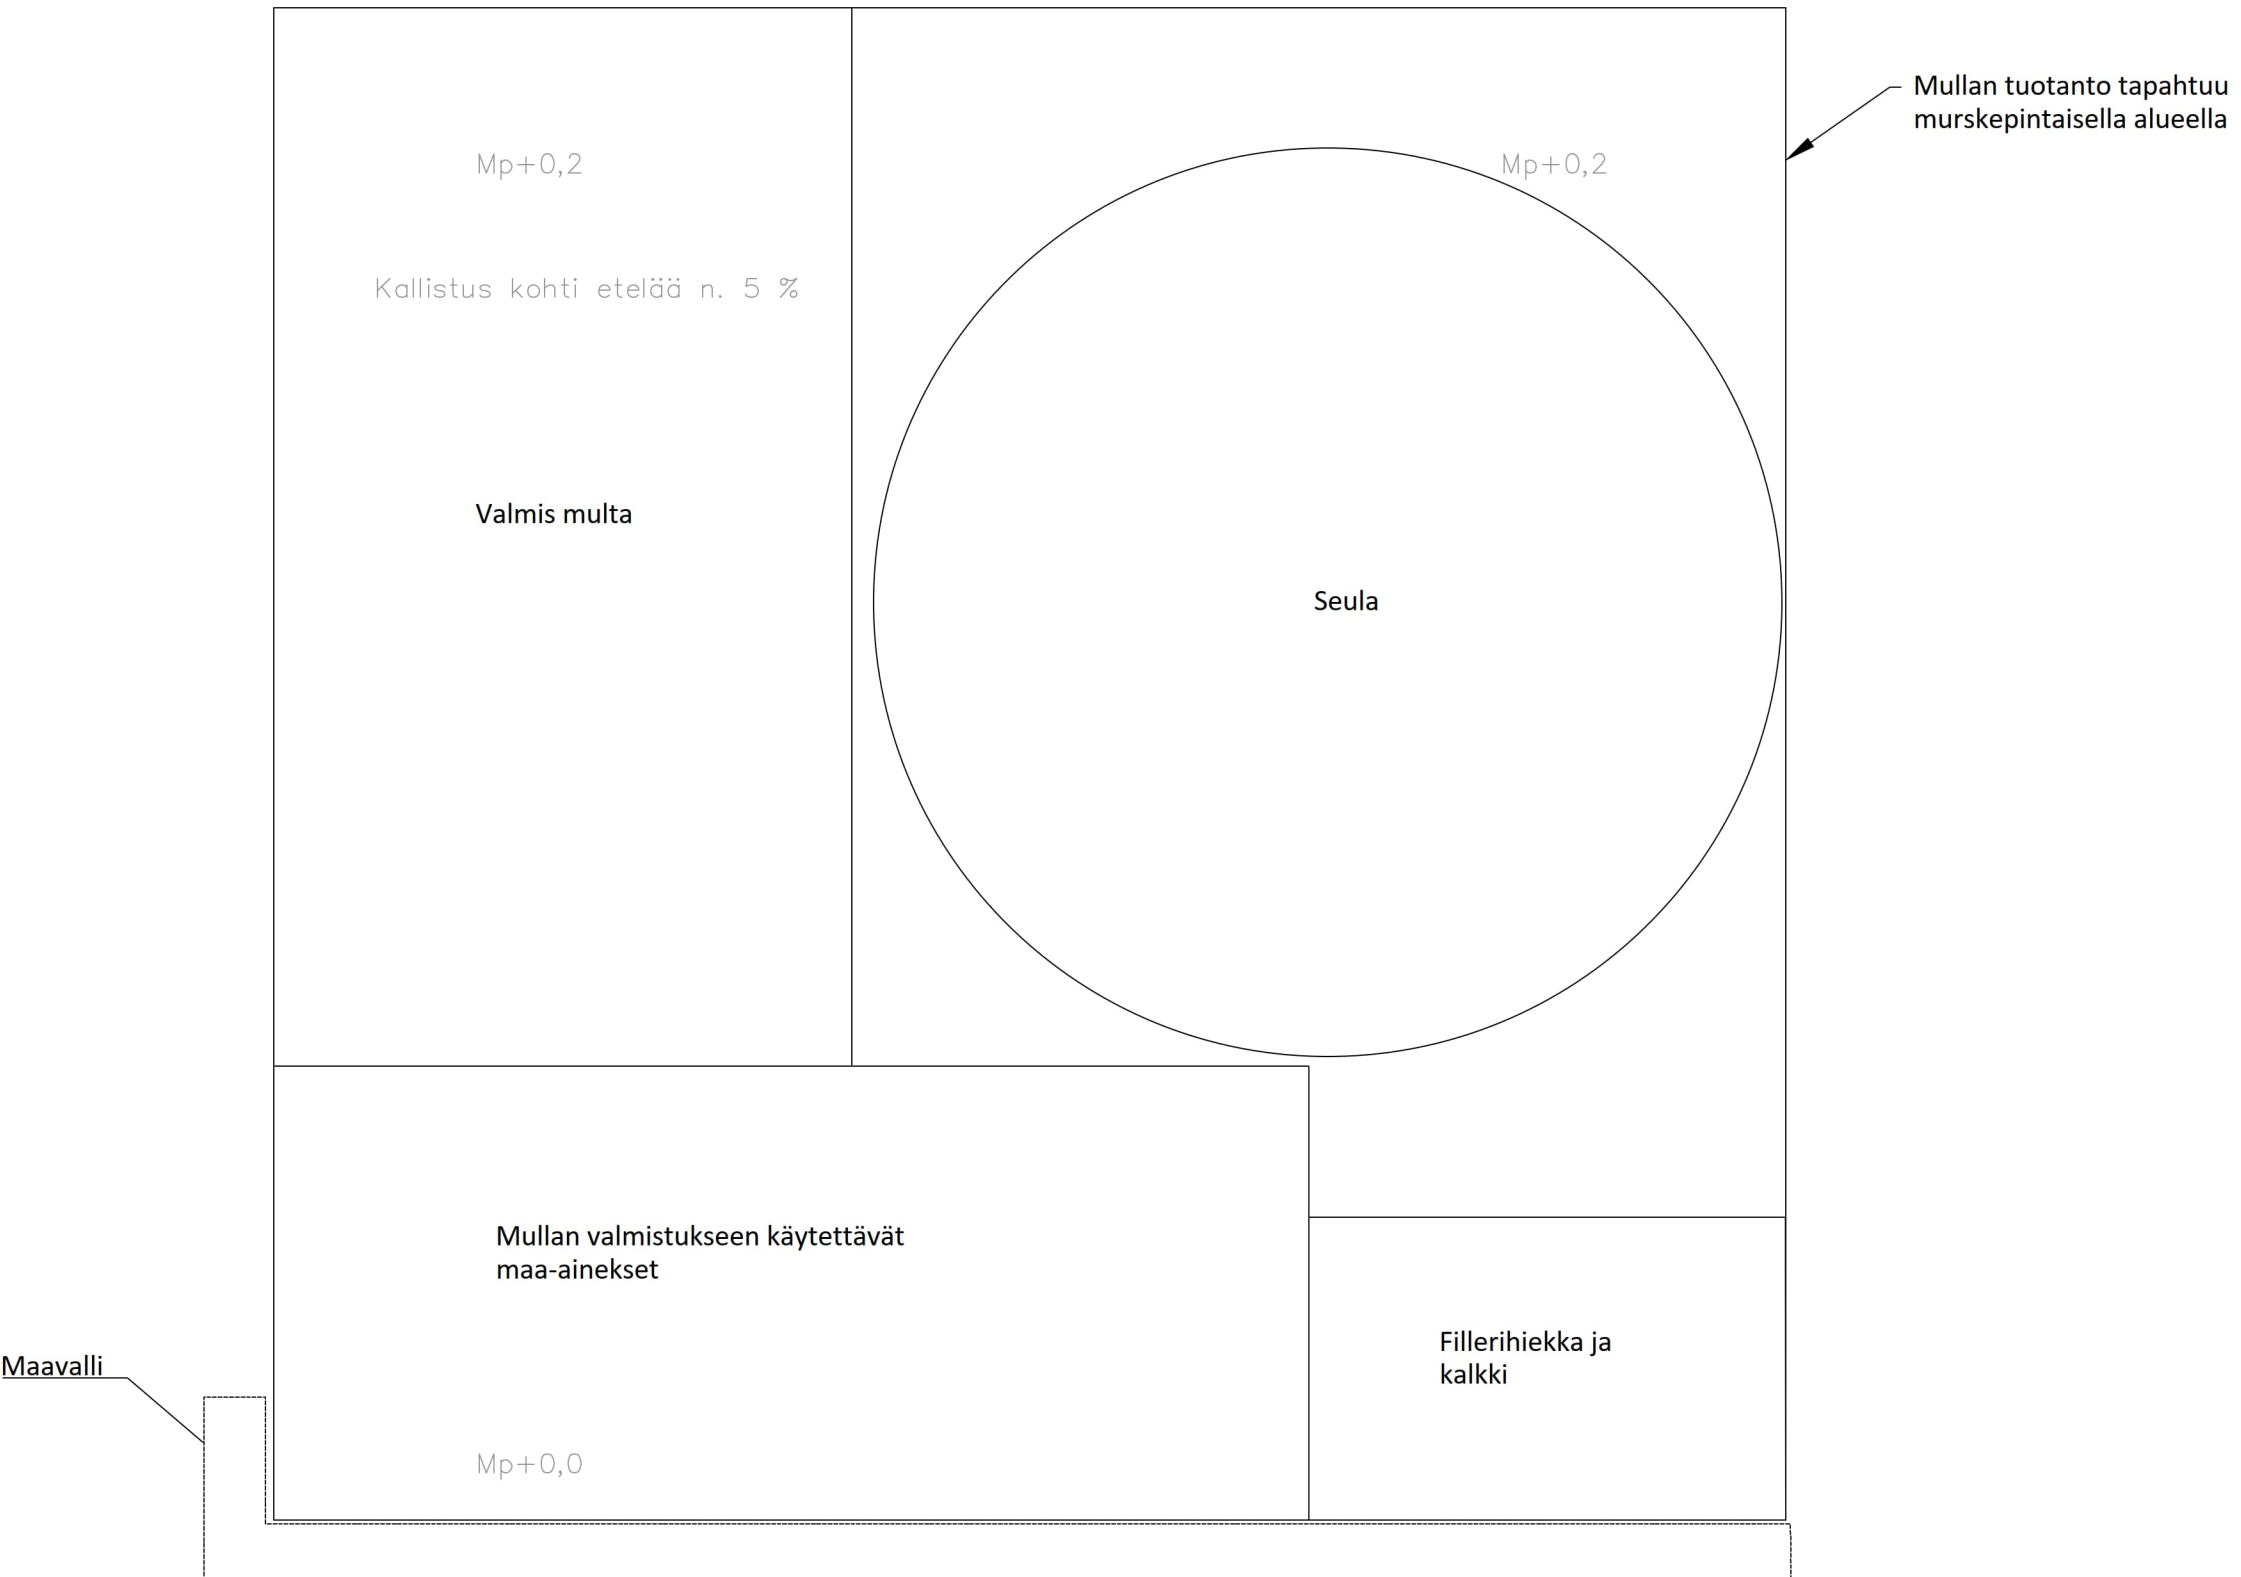 Mullan tuotanto tapahtuu
murskepintaisella alueella
Mp+0,2
Mp+0,2
Kallistus kohti etelää n. 5 %
Valmis multa
Seula
Mullan valmistukseen käytettävät
maa-ainekset
Fillerihiekka ja
kalkki
Maavalli
Mp+0,0